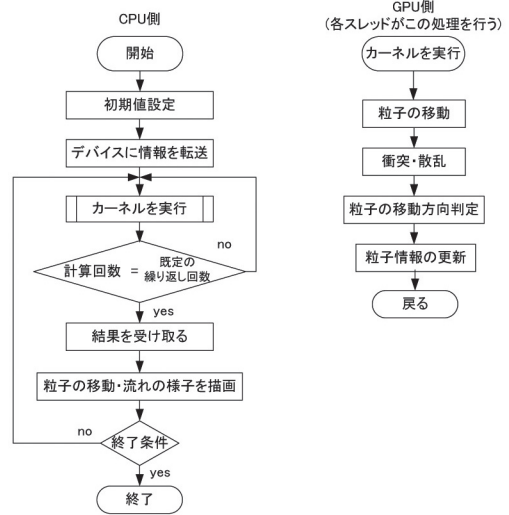 CPU側
開始
初期値設定
デバイスに情報を転送
カーネルを実行
計算回数 = 既定の
繰り返し回数
no
yes
結果を受け取る
粒子の移動・流れの様子を描画
終了条件
no
yes
終了
GPU側
(各スレッドがこの処理を行う)
カーネルを実行
粒子の移動
衝突・散乱
粒子の移動方向判定
粒子情報の更新
戻る